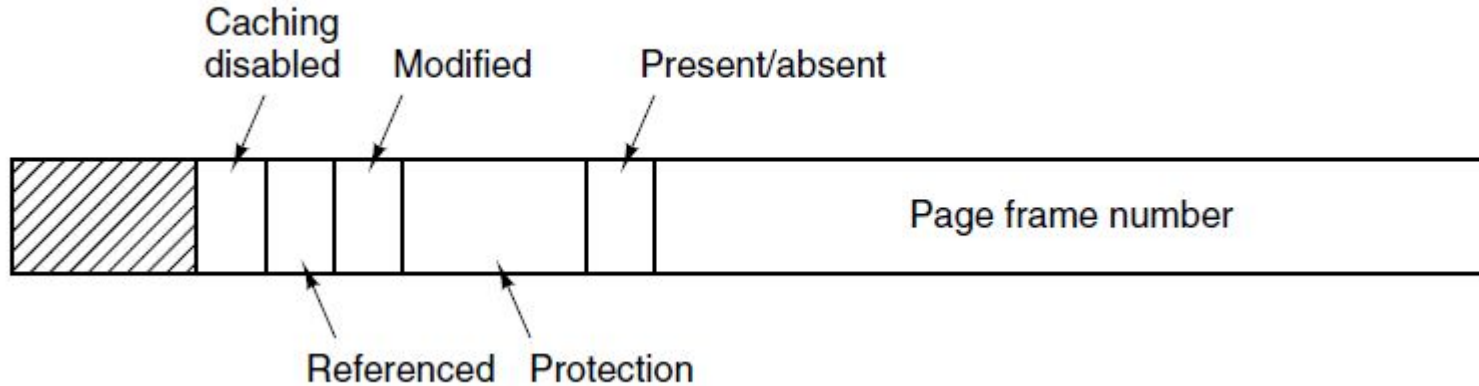 Caching
disabled
Modified
Present/absent
Page frame number
Referenced
Protection